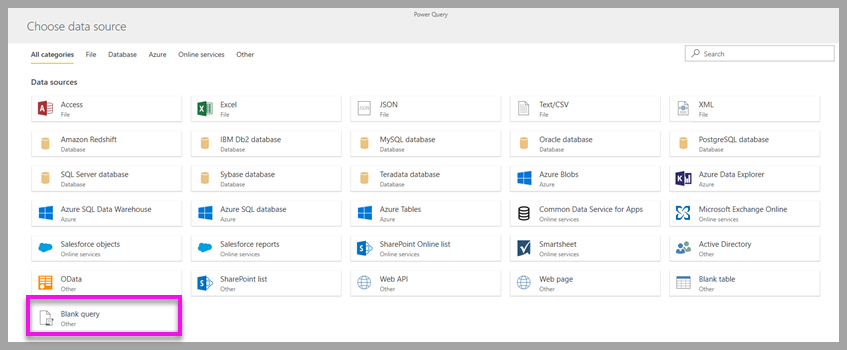 Power Query
Choose data source
All categories File Database Azure Online services Other
Search
Data sources
Access Excel JSON Text/CSV XML
File File File File File
Amazon Redshift IBM Db2 database MySQL database Oracle database PostgreSQL database
Database Database Database Database Database
SQL Server database Sybase database Teradata database Azure Blobs Azure Data Explorer
Database Database Database Azure Azure
Azure SQL Data Warehouse Azure SQL database Azure Tables Common Data Service for Apps Microsoft Exchange Online
Azure Azure Azure Online services Online services
Salesforce objects Salesforce reports SharePoint Online list Smartsheet Active Directory
Online services Online services Online services Online services Other
OData SharePoint list Web API Web page Blank table
Other Other Other Other Other
Blank query
Other